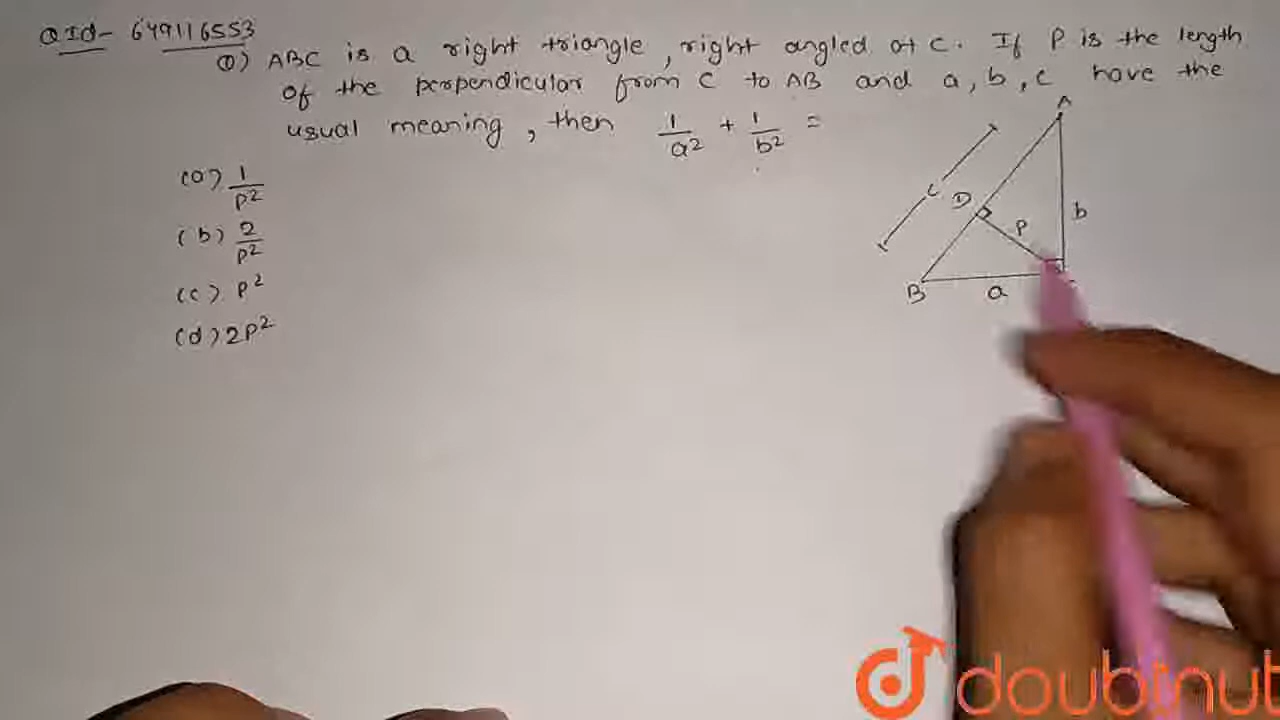 QId- 649116553
Q) ABC is a right triangle, right angled at C. If P is the length
of the perpendicular from C to AB and a, b, c have the
usual meaning, then 1/a² + 1/b² =
(a) 1/P²
(b) 2/P²
(c) P²
(d) 2P²
A
c
D
P
b
B
a
doubtnut